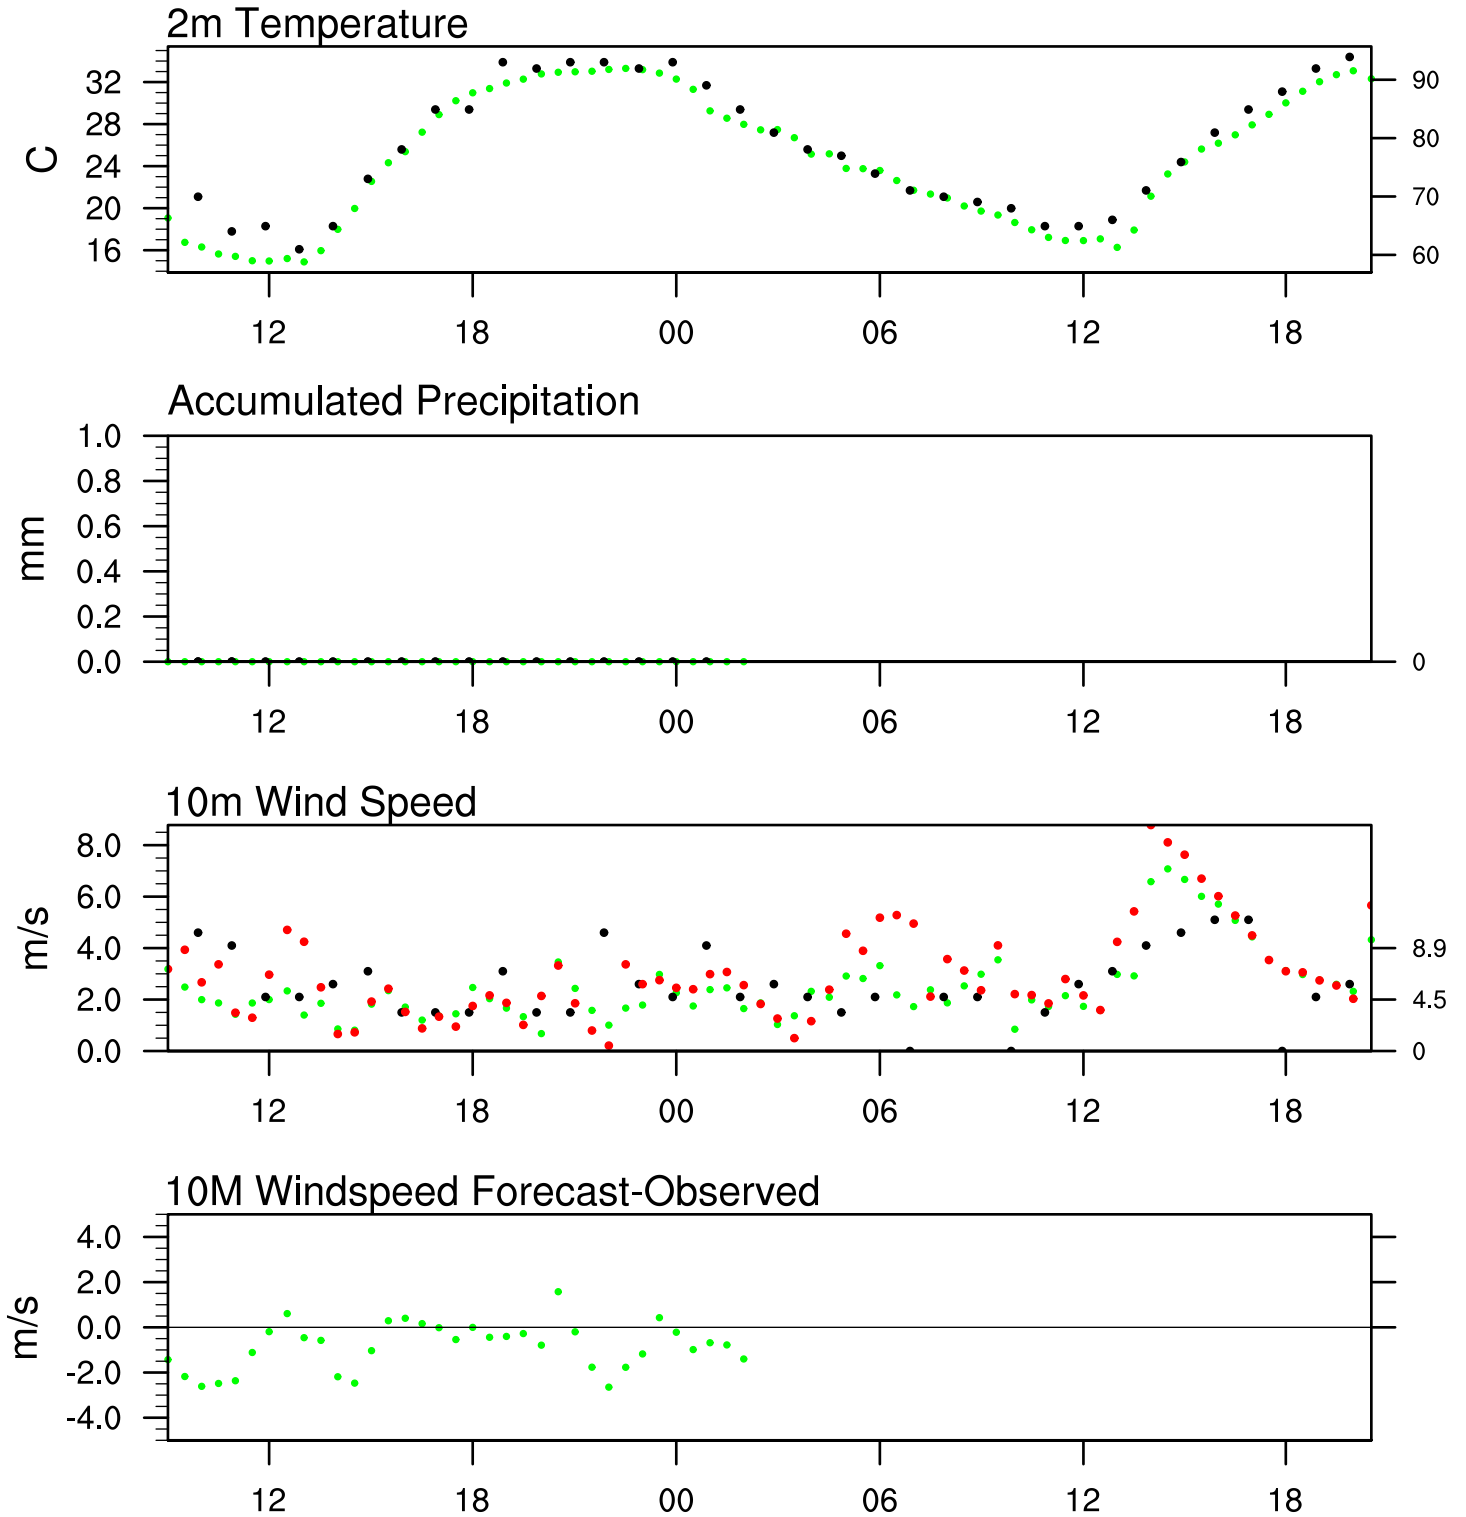 2m Temperature
C
32
28
24
20
16
90
80
70
60
12 18 00 06 12 18
Accumulated Precipitation
mm
1.0
0.8
0.6
0.4
0.2
0.0
0
12 18 00 06 12 18
10m Wind Speed
m/s
8.0
6.0
4.0
2.0
0.0
8.9
4.5
0
12 18 00 06 12 18
10M Windspeed Forecast-Observed
m/s
4.0
2.0
0.0
-2.0
-4.0
12 18 00 06 12 18